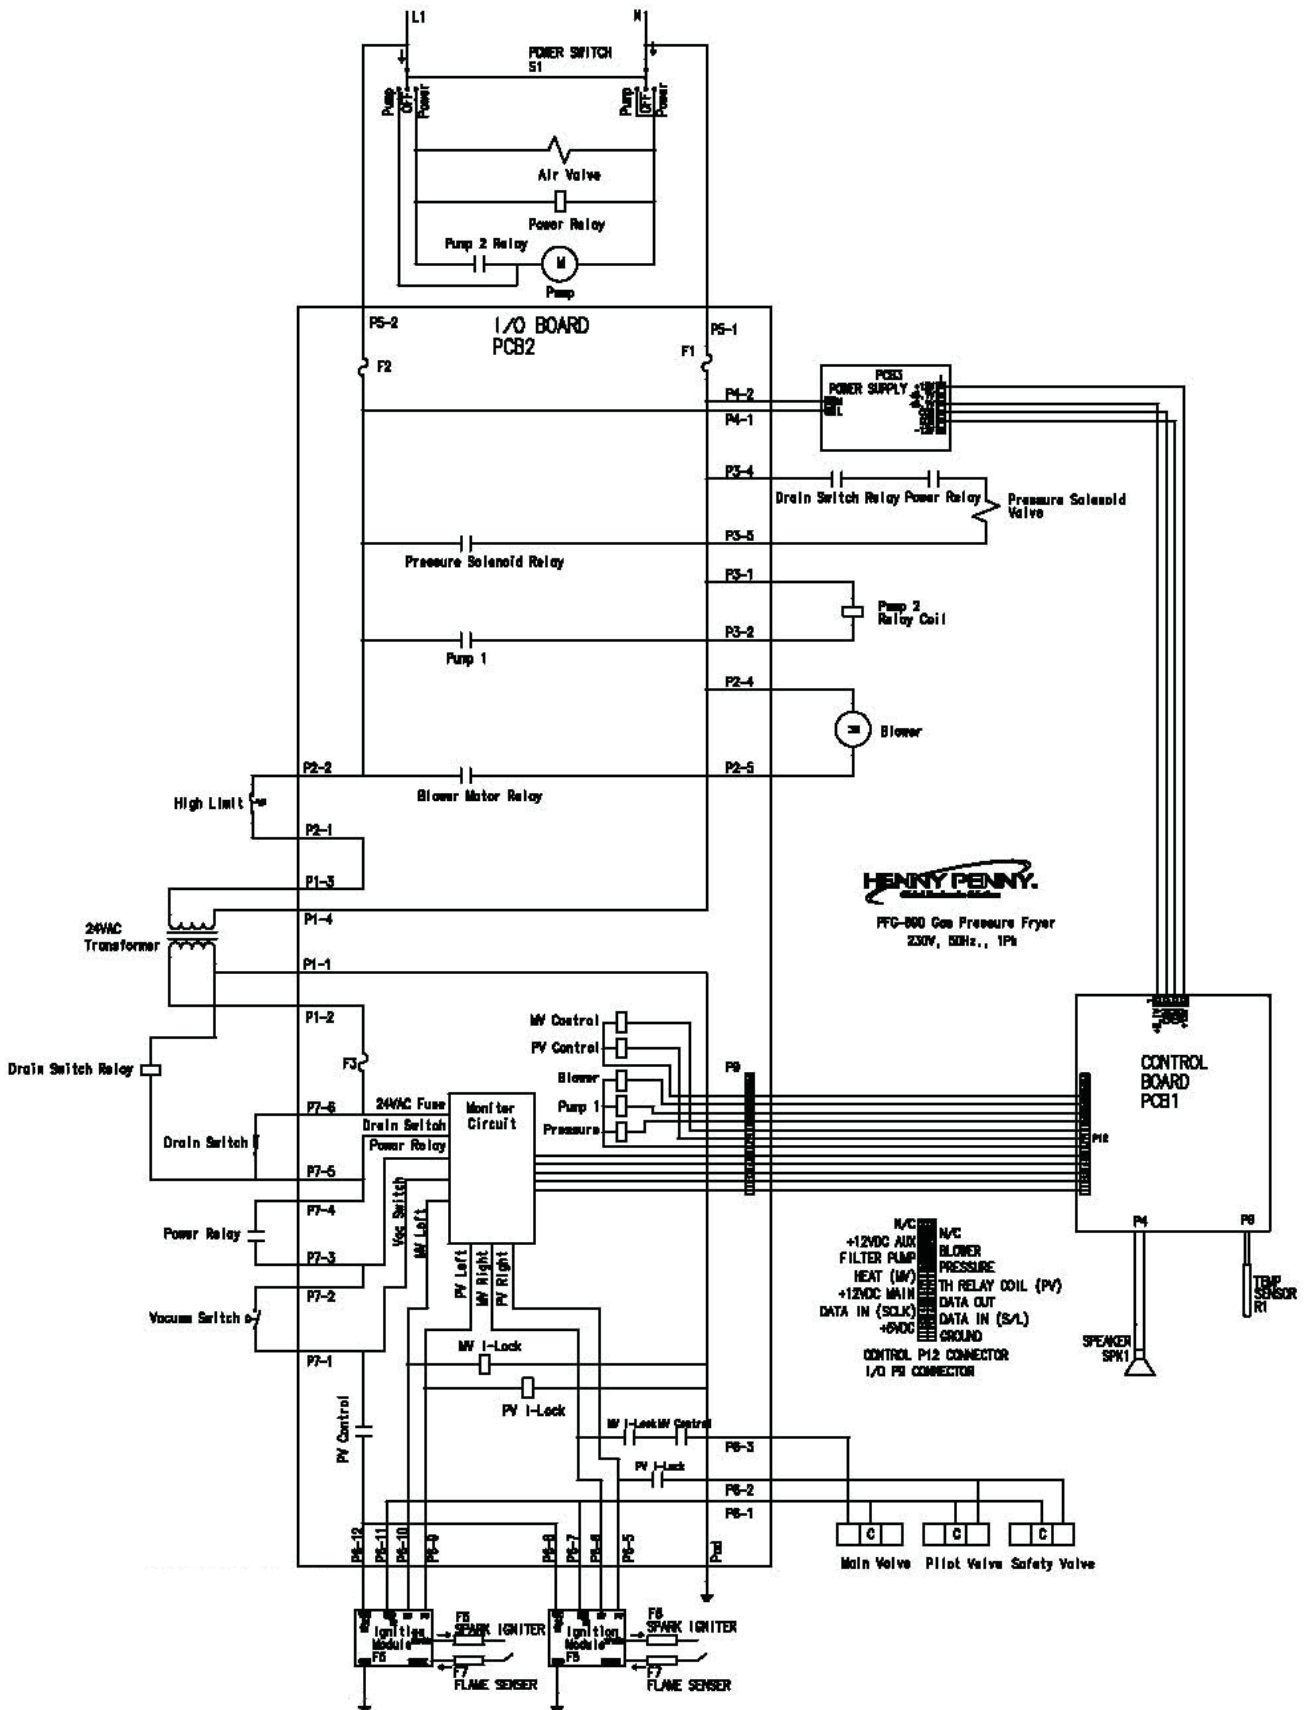 L1
N
POWER SWITCH
S1
Pump
OFF
Power
Pump
OFF
Power
Air Valve
Power Relay
Pump 2 Relay
M
Pump
P5-2
I/O BOARD
PCB2
P5-1
F2
F1
PCB3
POWER SUPPLY
P4-2
P4-1
P3-4
Drain Switch Relay
Power Relay
Pressure Solenoid
Valve
P3-5
Pressure Solenoid Relay
P3-1
Pump 2
Relay Coil
P3-2
Pump 1
P2-4
M
Blower
P2-2
P2-5
High Limit
Blower Motor Relay
P2-1
P1-3
HENNY PENNY.
P1-4
PFG-690 Gas Pressure Fryer
230V, 50Hz., 1Ph
24VAC
Transformer
P1-1
P1-2
MV Control
PV Control
Drain Switch Relay
F3
P9
Blower
CONTROL
BOARD
PCB1
P7-6
24VAC Fuse
Moniter
Circuit
Pump 1
Drain Switch
Drain Switch
Pressure
P12
Power Relay
P7-5
P7-4
Vac Switch
MV Left
Power Relay
P7-3
PV Left
MV Right
PV Right
P4
P8
N/C
N/C
+12VDC AUX
BLOWER
FILTER PUMP
PRESSURE
HEAT (MV)
TH RELAY COIL (PV)
+12VDC MAIN
DATA OUT
DATA IN (SCLK)
DATA IN (S/L)
+5VDC
GROUND
CONTROL P12 CONNECTOR
I/O P9 CONNECTOR
TEMP
SENSOR
R1
SPEAKER
SPK1
P7-2
Vacuum Switch
P7-1
MV I-Lock
PV I-Lock
PV Control
MV I-Lock
MV Control
P6-3
PV I-Lock
P6-2
P6-1
C
C
C
Main Valve
Pilot Valve
Safety Valve
P6-12
P6-11
P6-10
P6-9
P6-8
P6-7
P6-6
P6-5
Ignition
Module
F6
F6
SPARK IGNITER
F7
FLAME SENSER
Ignition
Module
F5
F6
SPARK IGNITER
F7
FLAME SENSER